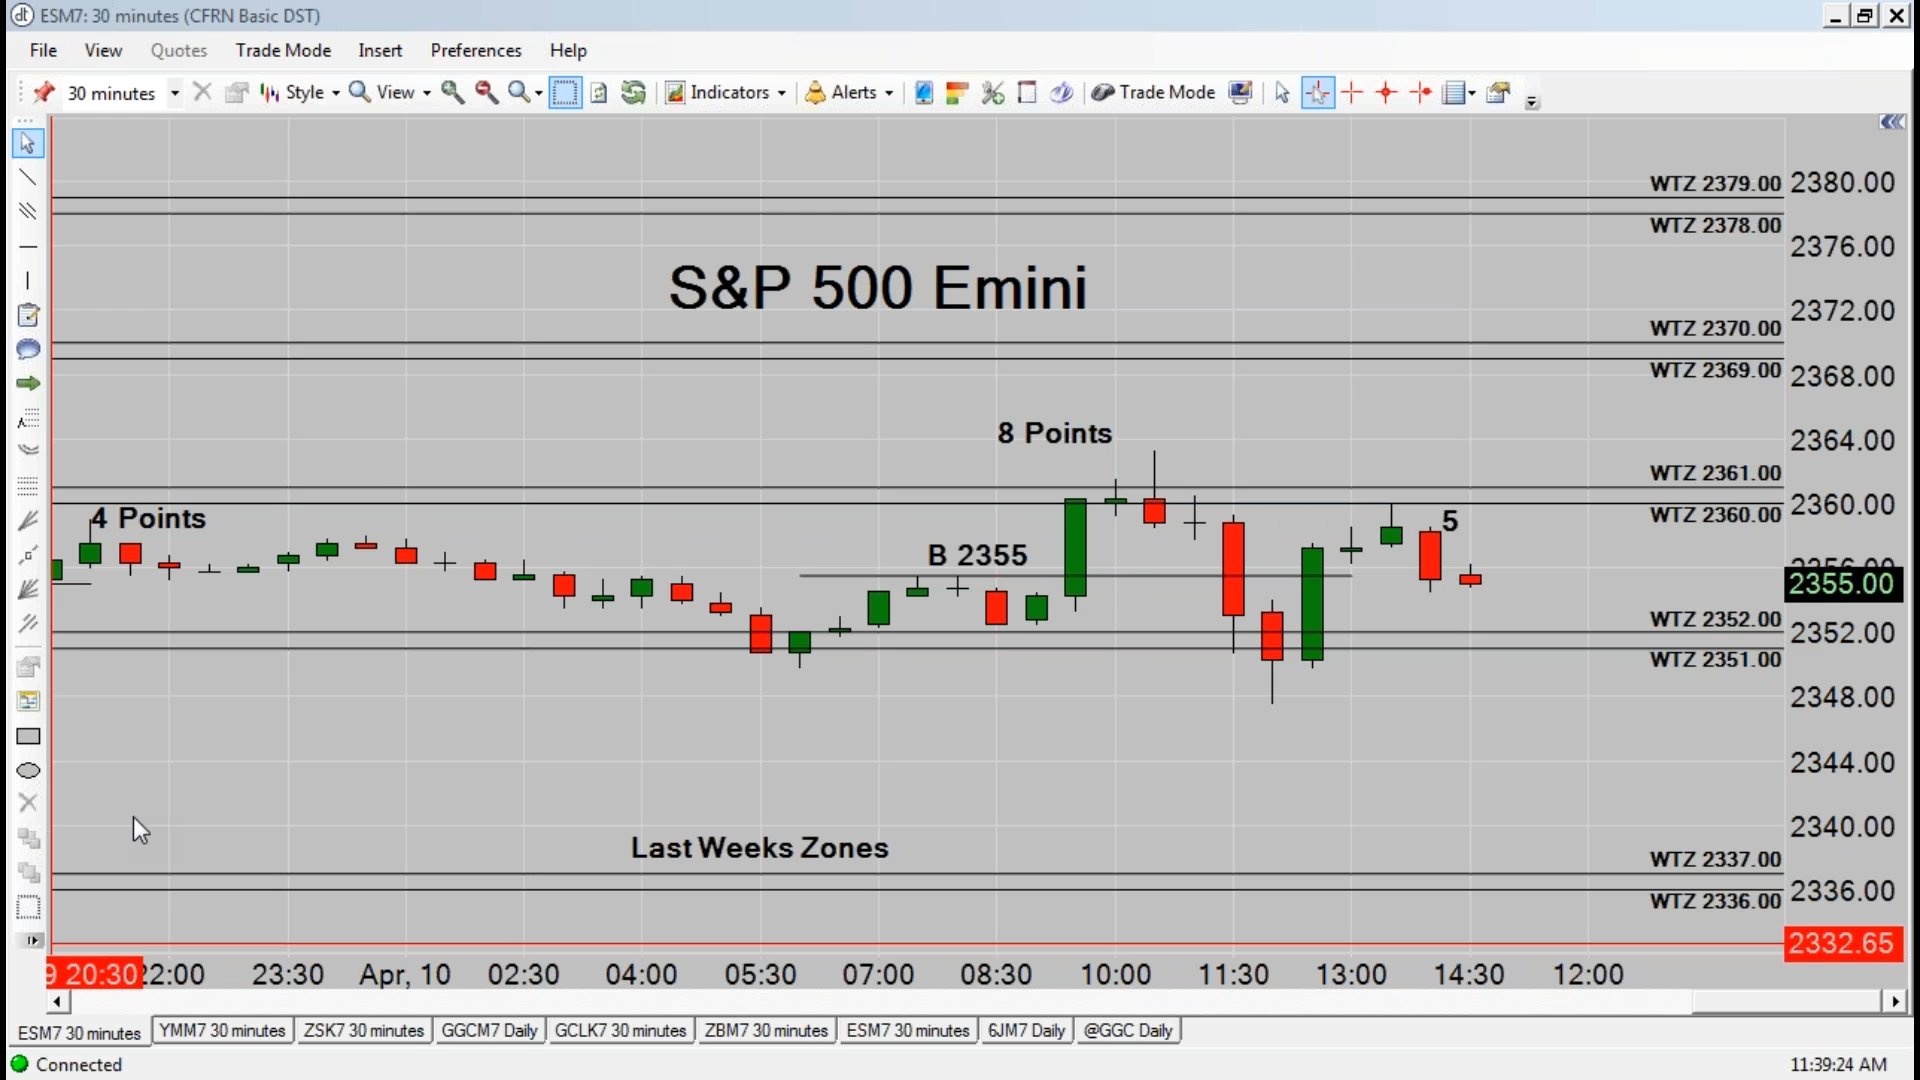 ESM7: 30 minutes (CFRN Basic DST)
File View Quotes Trade Mode Insert Preferences Help
30 minutes Style View Indicators Alerts Trade Mode
WTZ 2379.00
2380.00
WTZ 2378.00
2376.00
S&P 500 Emini
2372.00
WTZ 2370.00
WTZ 2369.00
2368.00
8 Points
2364.00
WTZ 2361.00
2360.00
WTZ 2360.00
4 Points
5
B 2355
2356.00
2355.00
WTZ 2352.00
2352.00
WTZ 2351.00
2348.00
2344.00
2340.00
Last Weeks Zones
WTZ 2337.00
2336.00
WTZ 2336.00
2332.65
9 20:30 22:00 23:30 Apr, 10 02:30 04:00 05:30 07:00 08:30 10:00 11:30 13:00 14:30 12:00
ESM7 30 minutes YMM7 30 minutes ZSK7 30 minutes GGCM7 Daily GCLK7 30 minutes ZBM7 30 minutes ESM7 30 minutes 6JM7 Daily @GGC Daily
Connected 11:39:24 AM